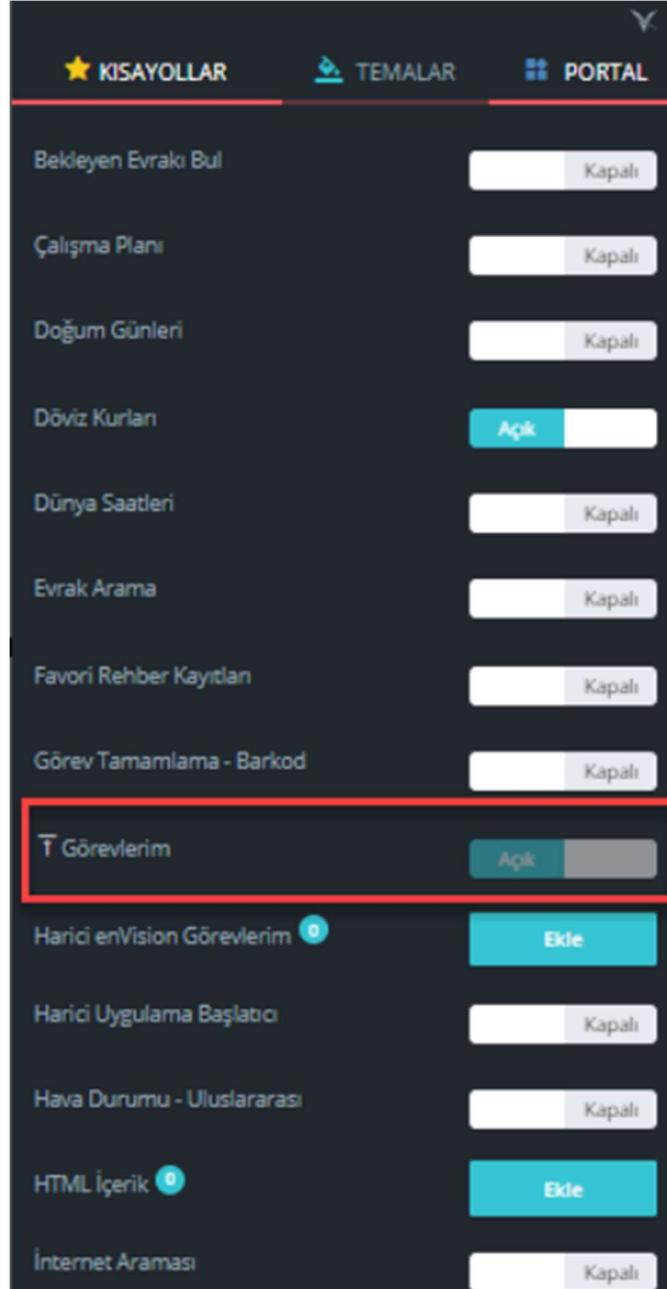 KISAYOLLAR TEMALAR PORTAL
Bekleyen Evrakı Bul Kapalı
Çalışma Planı Kapalı
Doğum Günleri Kapalı
Döviz Kurları Açık
Dünya Saatleri Kapalı
Evrak Arama Kapalı
Favori Rehber Kayıtları Kapalı
Görev Tamamlama - Barkod Kapalı
Görevlerim Açık
Harici enVision Görevlerim 0 Ekle
Harici Uygulama Başlatıcı Kapalı
Hava Durumu - Uluslararası Kapalı
HTML İçerik 0 Ekle
İnternet Araması Kapalı